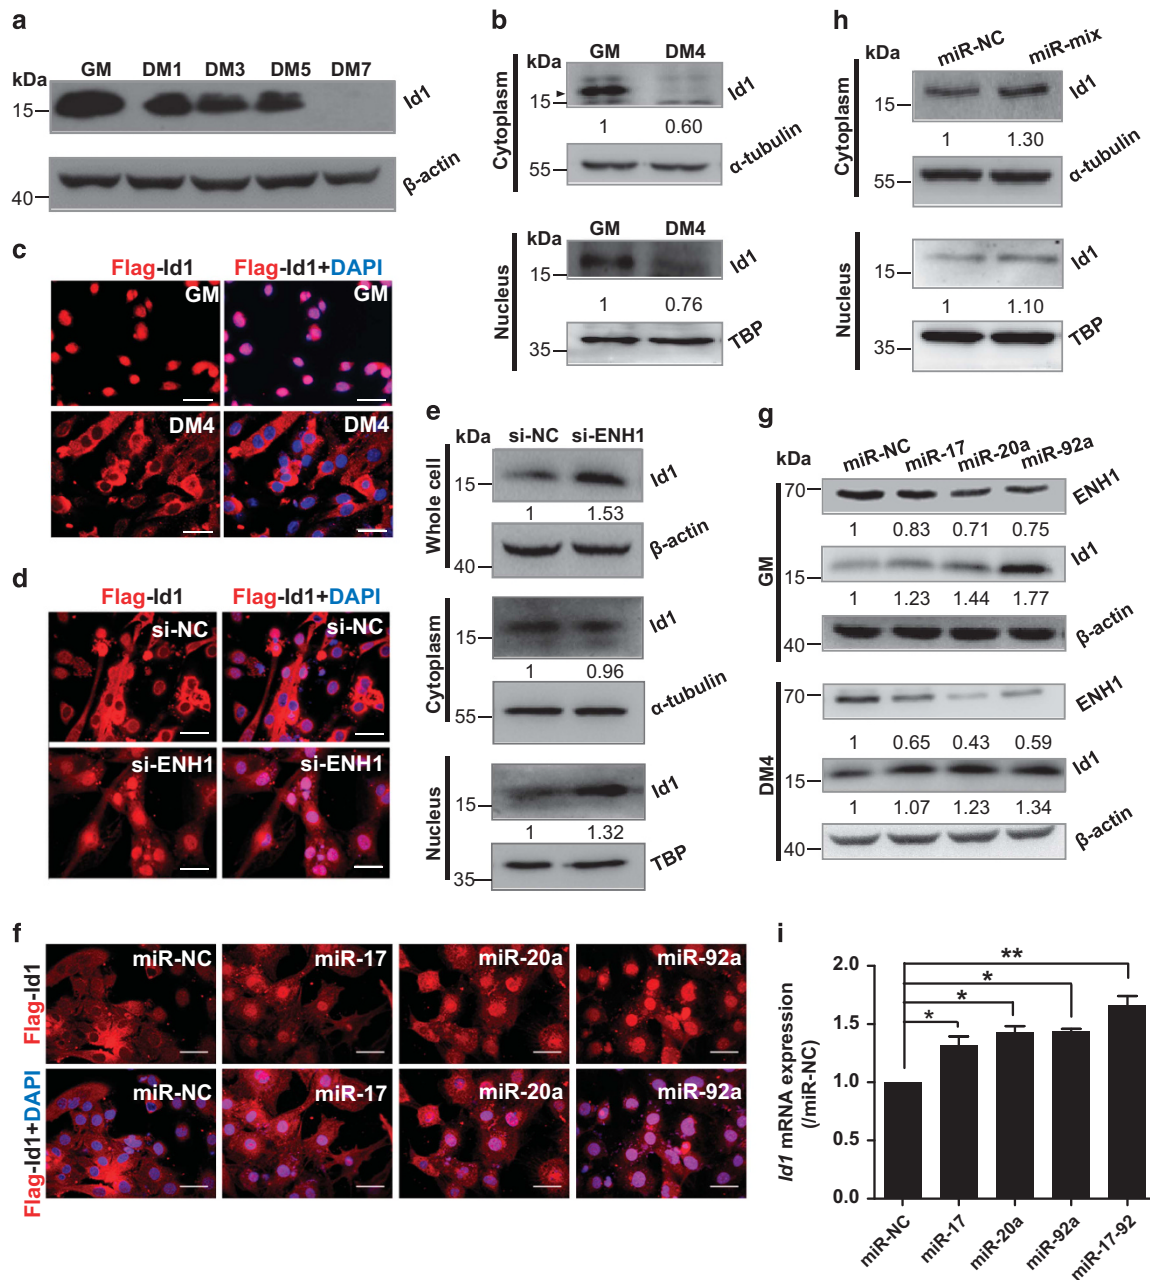 a
kDa
GM DM1 DM3 DM5 DM7
15
Id1
40
β-actin
b
Cytoplasm
kDa
GM DM4
15
Id1
1 0.60
55
α-tubulin
Nucleus
kDa
GM DM4
15
Id1
1 0.76
35
TBP
h
Cytoplasm
kDa
miR-NC miR-mix
15
Id1
1 1.30
55
α-tubulin
Nucleus
15
Id1
1 1.10
35
TBP
c
Flag-Id1 Flag-Id1+DAPI
GM GM
DM4 DM4
d
Flag-Id1 Flag-Id1+DAPI
si-NC si-NC
si-ENH1 si-ENH1
e
kDa
si-NC si-ENH1
Whole cell
15
Id1
1 1.53
40
β-actin
Cytoplasm
15
Id1
1 0.96
55
α-tubulin
Nucleus
15
Id1
1 1.32
35
TBP
g
kDa
miR-NC miR-17 miR-20a miR-92a
GM
70
ENH1
1 0.83 0.71 0.75
15
Id1
1 1.23 1.44 1.77
40
β-actin
DM4
70
ENH1
1 0.65 0.43 0.59
15
Id1
1 1.07 1.23 1.34
40
β-actin
f
Flag-Id1
miR-NC miR-17 miR-20a miR-92a
Flag-Id1+DAPI
miR-NC miR-17 miR-20a miR-92a
i
Id1 mRNA expression
(/miR-NC)
2.0
1.5
1.0
0.5
0.0
**
*
*
*
miR-NC miR-17 miR-20a miR-92a miR-17-92